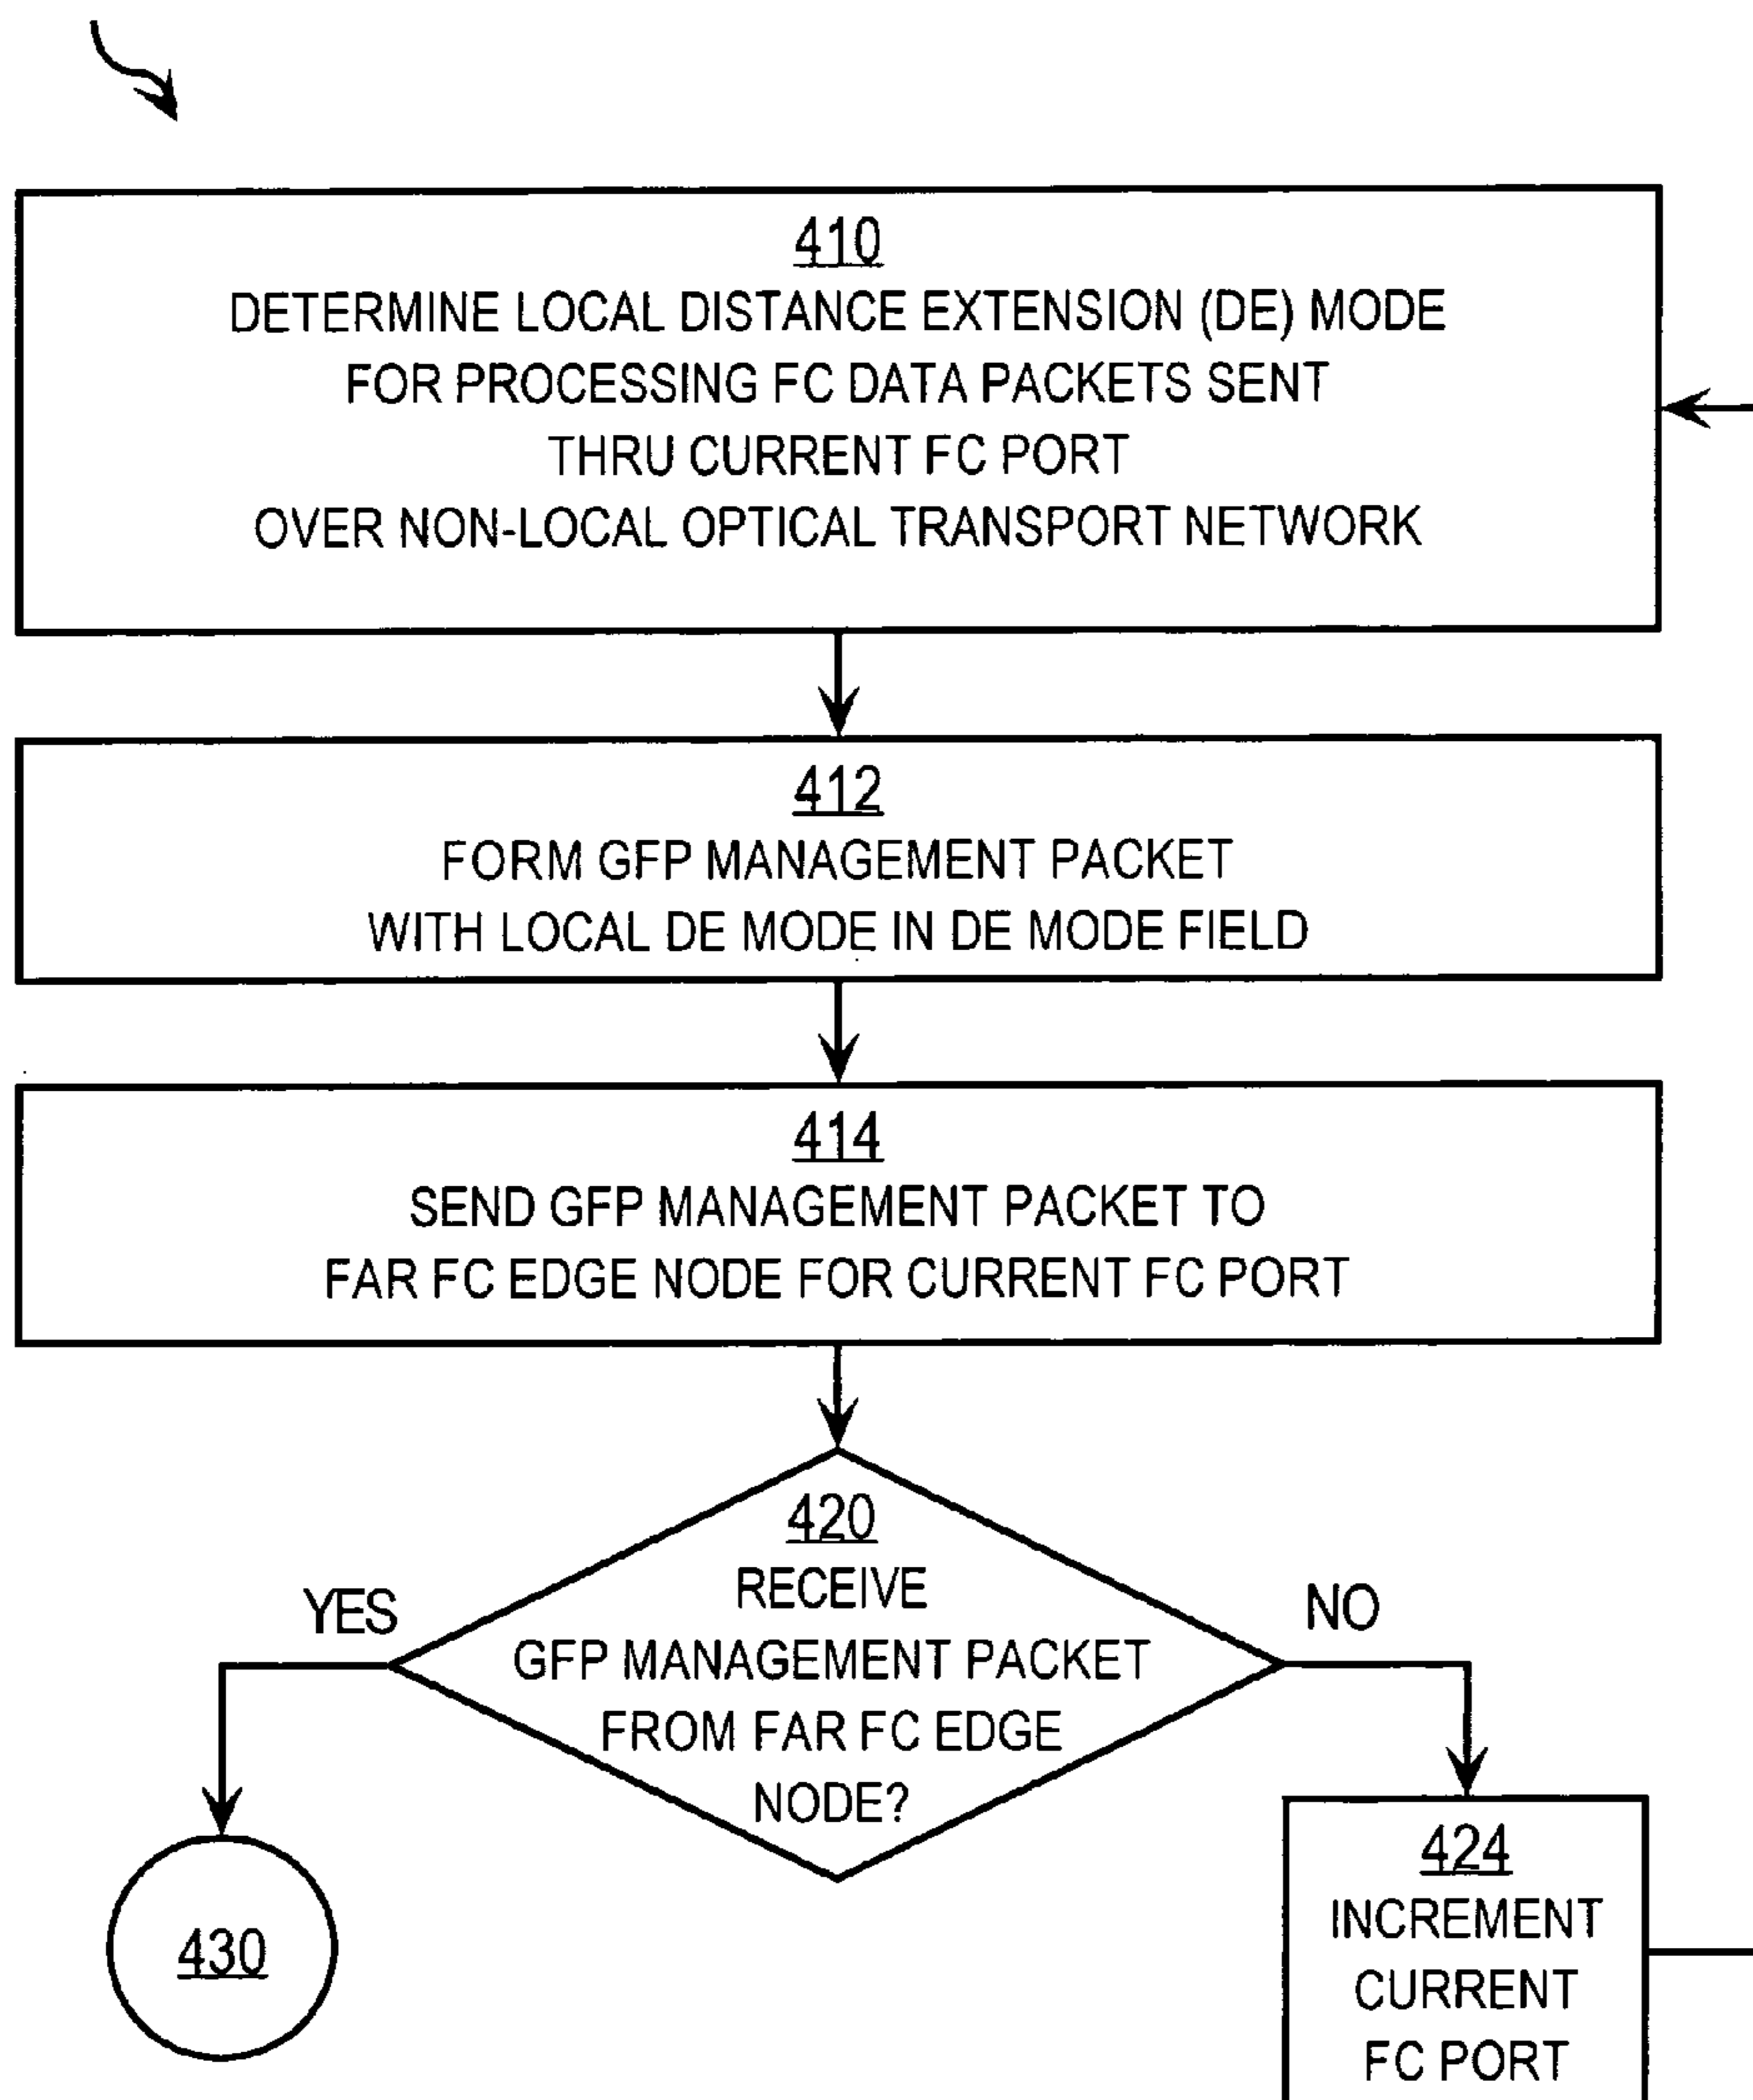 410
DETERMINE LOCAL DISTANCE EXTENSION (DE) MODE
FOR PROCESSING FC DATA PACKETS SENT
THRU CURRENT FC PORT
OVER NON-LOCAL OPTICAL TRANSPORT NETWORK
412
FORM GFP MANAGEMENT PACKET
WITH LOCAL DE MODE IN DE MODE FIELD
414
SEND GFP MANAGEMENT PACKET TO
FAR FC EDGE NODE FOR CURRENT FC PORT
420
RECEIVE
GFP MANAGEMENT PACKET
FROM FAR FC EDGE
NODE?
YES
NO
430
424
INCREMENT
CURRENT
FC PORT